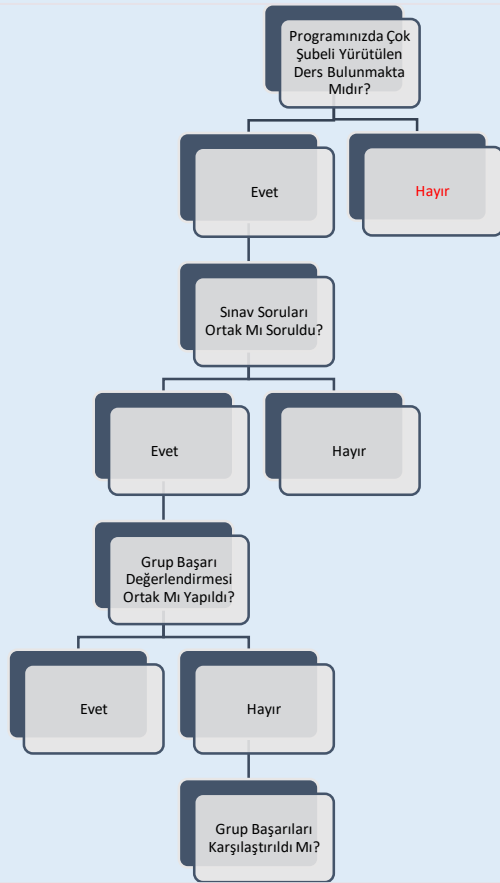 Programınızda Çok
Şubeli Yürütülen
Ders Bulunmakta
Mıdır?
Evet
Hayır
Sınav Soruları
Ortak Mı Soruldu?
Evet
Hayır
Grup Başarı
Değerlendirmesi
Ortak Mı Yapıldı?
Evet
Hayır
Grup Başarıları
Karşılaştırıldı Mı?